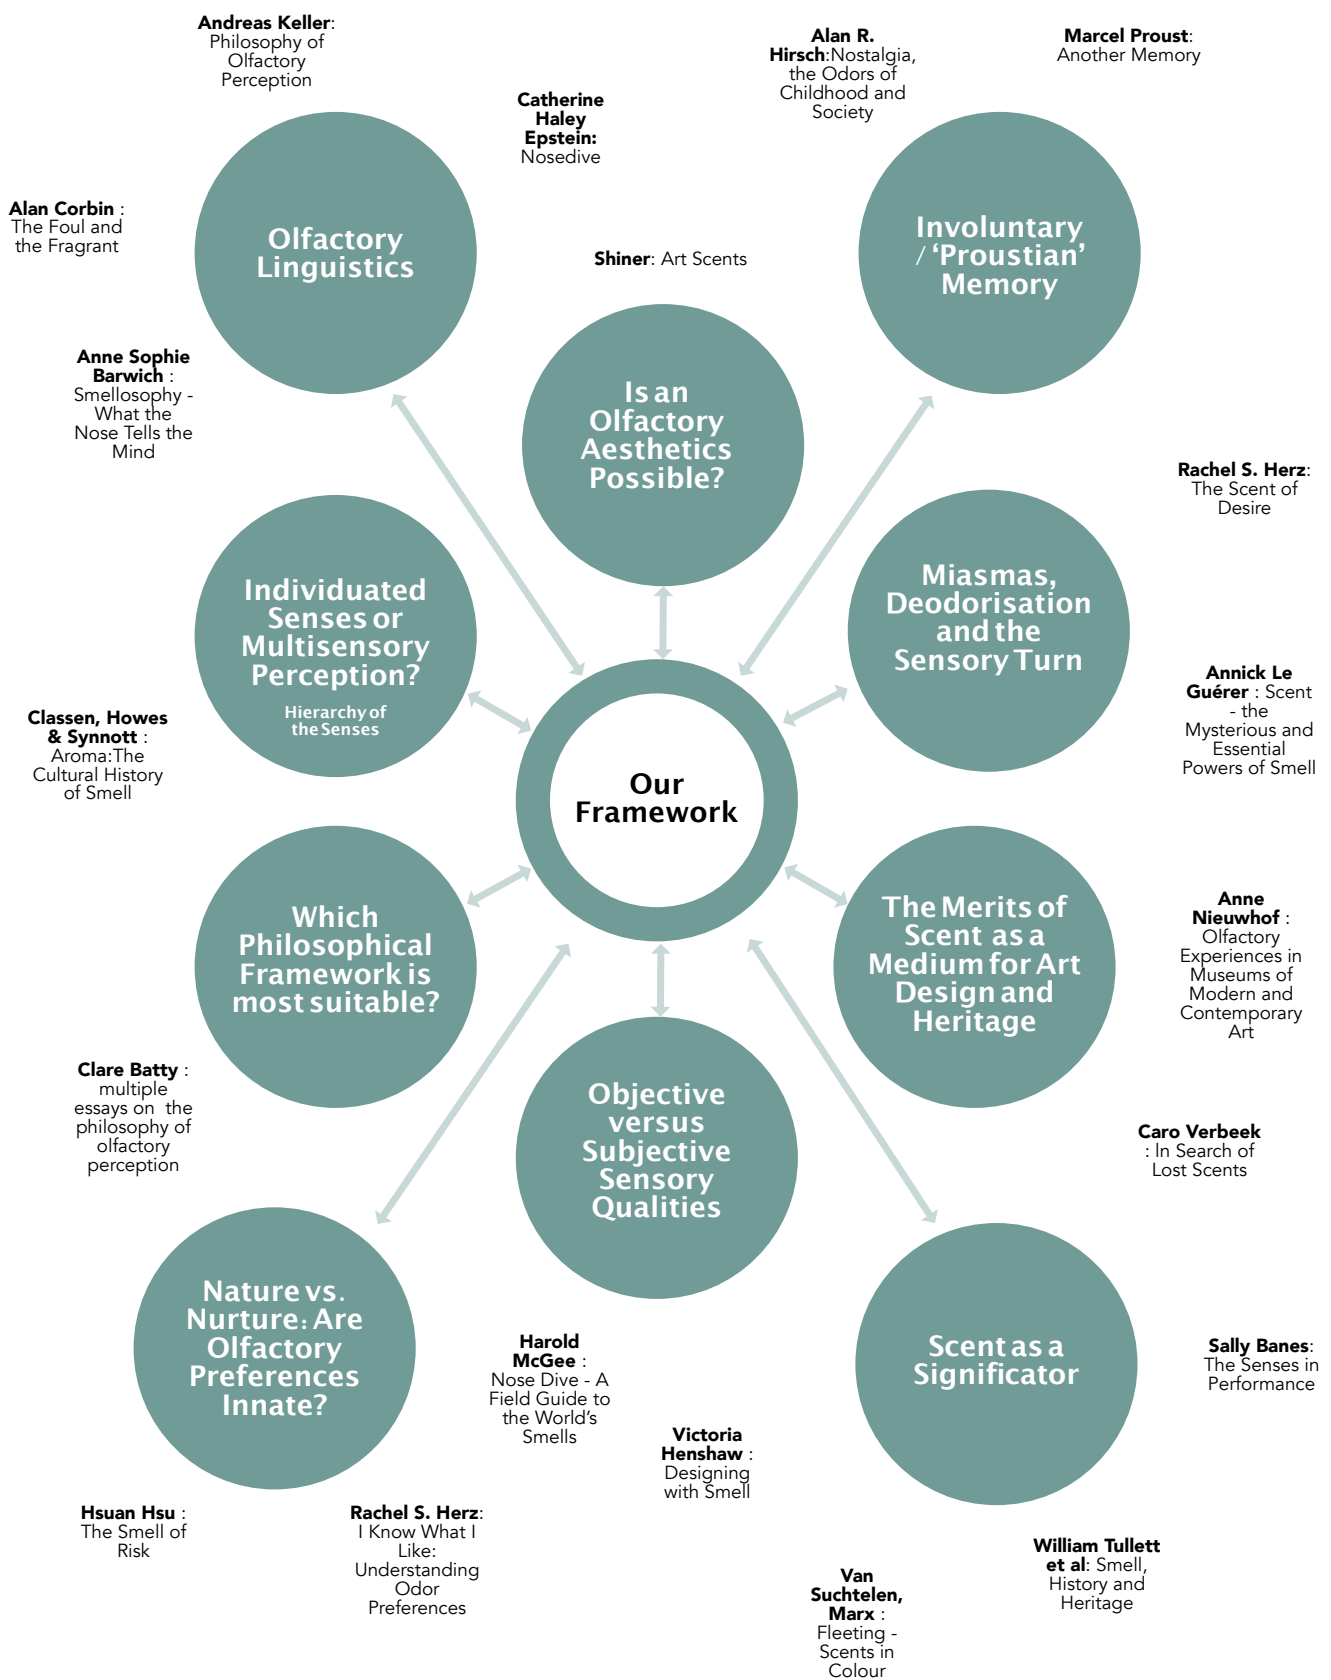 Andreas Keller:
Philosophy of
Olfactory
Perception
Alan R.
Hirsch:Nostalgia,
the Odors of
Childhood and
Society
Marcel Proust:
Another Memory
Catherine
Haley
Epstein:
Nosedive
Alan Corbin :
The Foul and
the Fragrant
Olfactory
Linguistics
Shiner: Art Scents
Involuntary
/ ‘Proustian’
Memory
Anne Sophie
Barwich :
Smellosophy -
What the
Nose Tells the
Mind
Is an
Olfactory
Aesthetics
Possible?
Rachel S. Herz:
The Scent of
Desire
Individuated
Senses or
Multisensory
Perception?
Hierarchy of
the Senses
Miasmas,
Deodorisation
and the
Sensory Turn
Annick Le
Guérer : Scent
- the
Mysterious and
Essential
Powers of Smell
Classen, Howes
& Synnott :
Aroma:The
Cultural History
of Smell
Our
Framework
Which
Philosophical
Framework is
most suitable?
The Merits of
Scent as a
Medium for Art
Design and
Heritage
Anne
Nieuwhof :
Olfactory
Experiences in
Museums of
Modern and
Contemporary
Art
Clare Batty :
multiple
essays on the
philosophy of
olfactory
perception
Objective
versus
Subjective
Sensory
Qualities
Caro Verbeek
: In Search of
Lost Scents
Nature vs.
Nurture: Are
Olfactory
Preferences
Innate?
Harold
McGee :
Nose Dive - A
Field Guide to
the World’s
Smells
Scent as a
Significator
Sally Banes:
The Senses in
Performance
Victoria
Henshaw :
Designing
with Smell
Hsuan Hsu :
The Smell of
Risk
Rachel S. Herz:
I Know What I
Like:
Understanding
Odor
Preferences
Van
Suchtelen,
Marx :
Fleeting -
Scents in
Colour
William Tullett
et al: Smell,
History and
Heritage